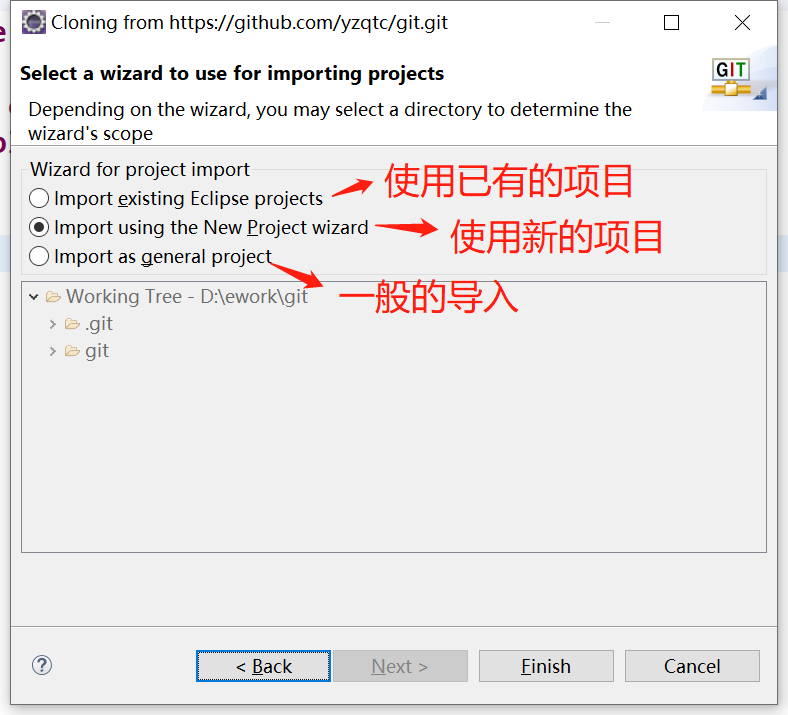 Cloning from https://github.com/yzqtc/git.git
Select a wizard to use for importing projects
GIT
Depending on the wizard, you may select a directory to determine the
wizard's scope
Wizard for project import
Import existing Eclipse projects
使用已有的项目
Import using the New Project wizard
使用新的项目
Import as general project
一般的导入
Working Tree - D:\ework\git
.git
git
?
< Back
Next >
Finish
Cancel